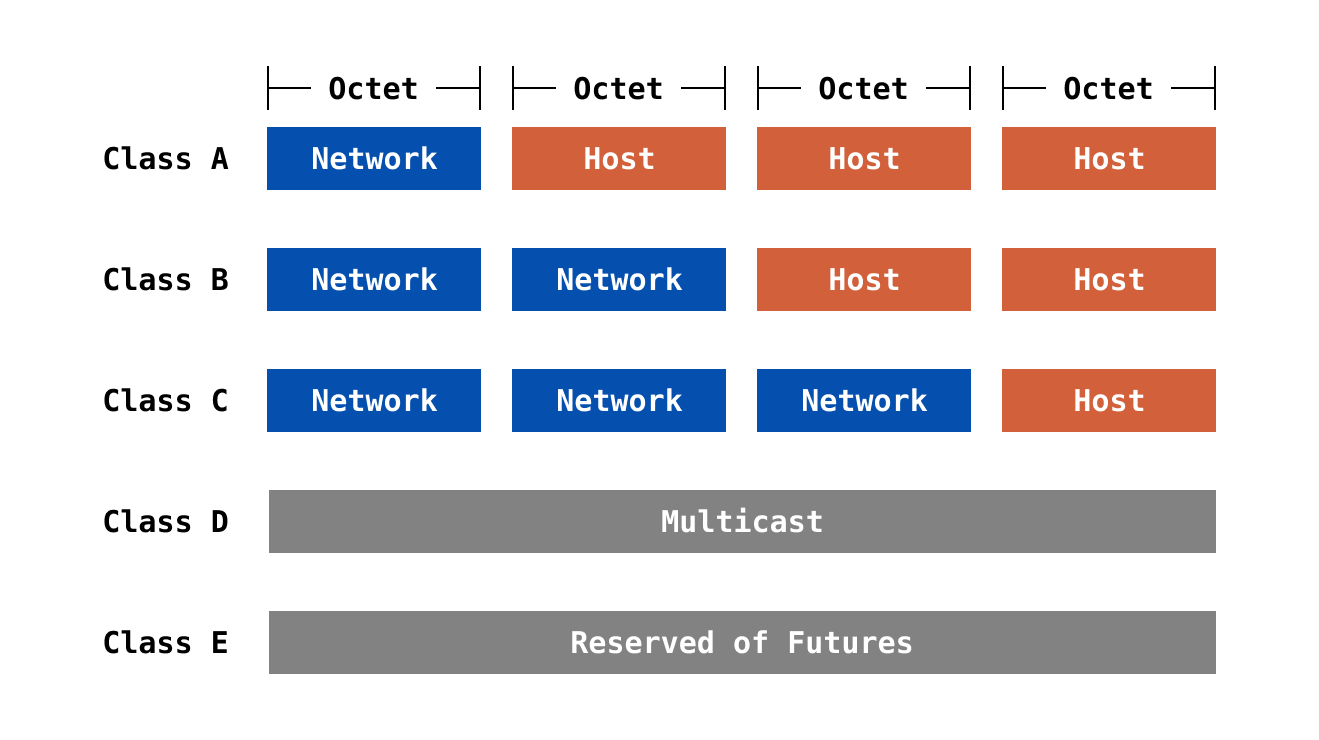 Octet Octet Octet Octet
Class A Network Host Host Host
Class B Network Network Host Host
Class C Network Network Network Host
Class D Multicast
Class E Reserved of Futures